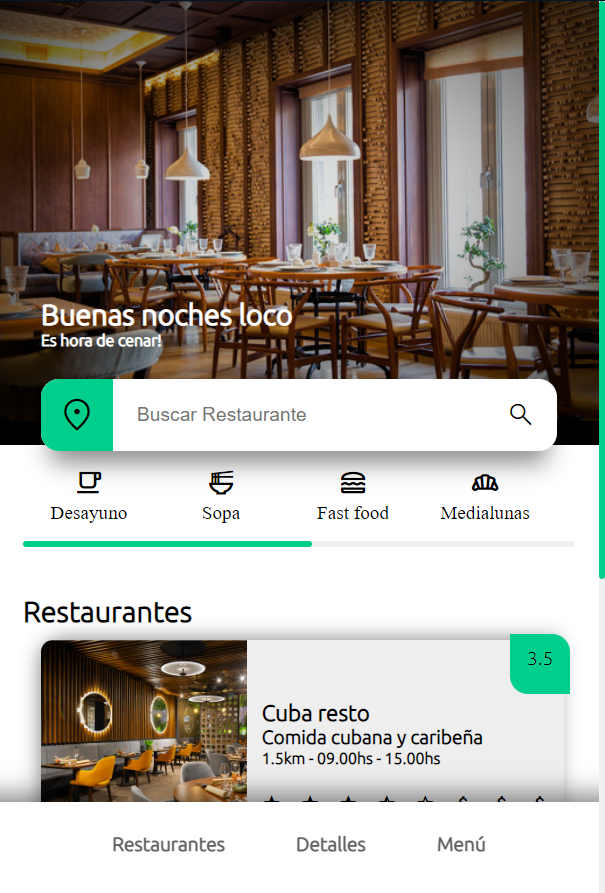 Buenas noches loco
Es hora de cenar!
Buscar Restaurante
Desayuno
Sopa
Fast food
Medialunas
Restaurantes
3.5
Cuba resto
Comida cubana y caribeña
1.5km - 09.00hs - 15.00hs
Restaurantes
Detalles
Menú